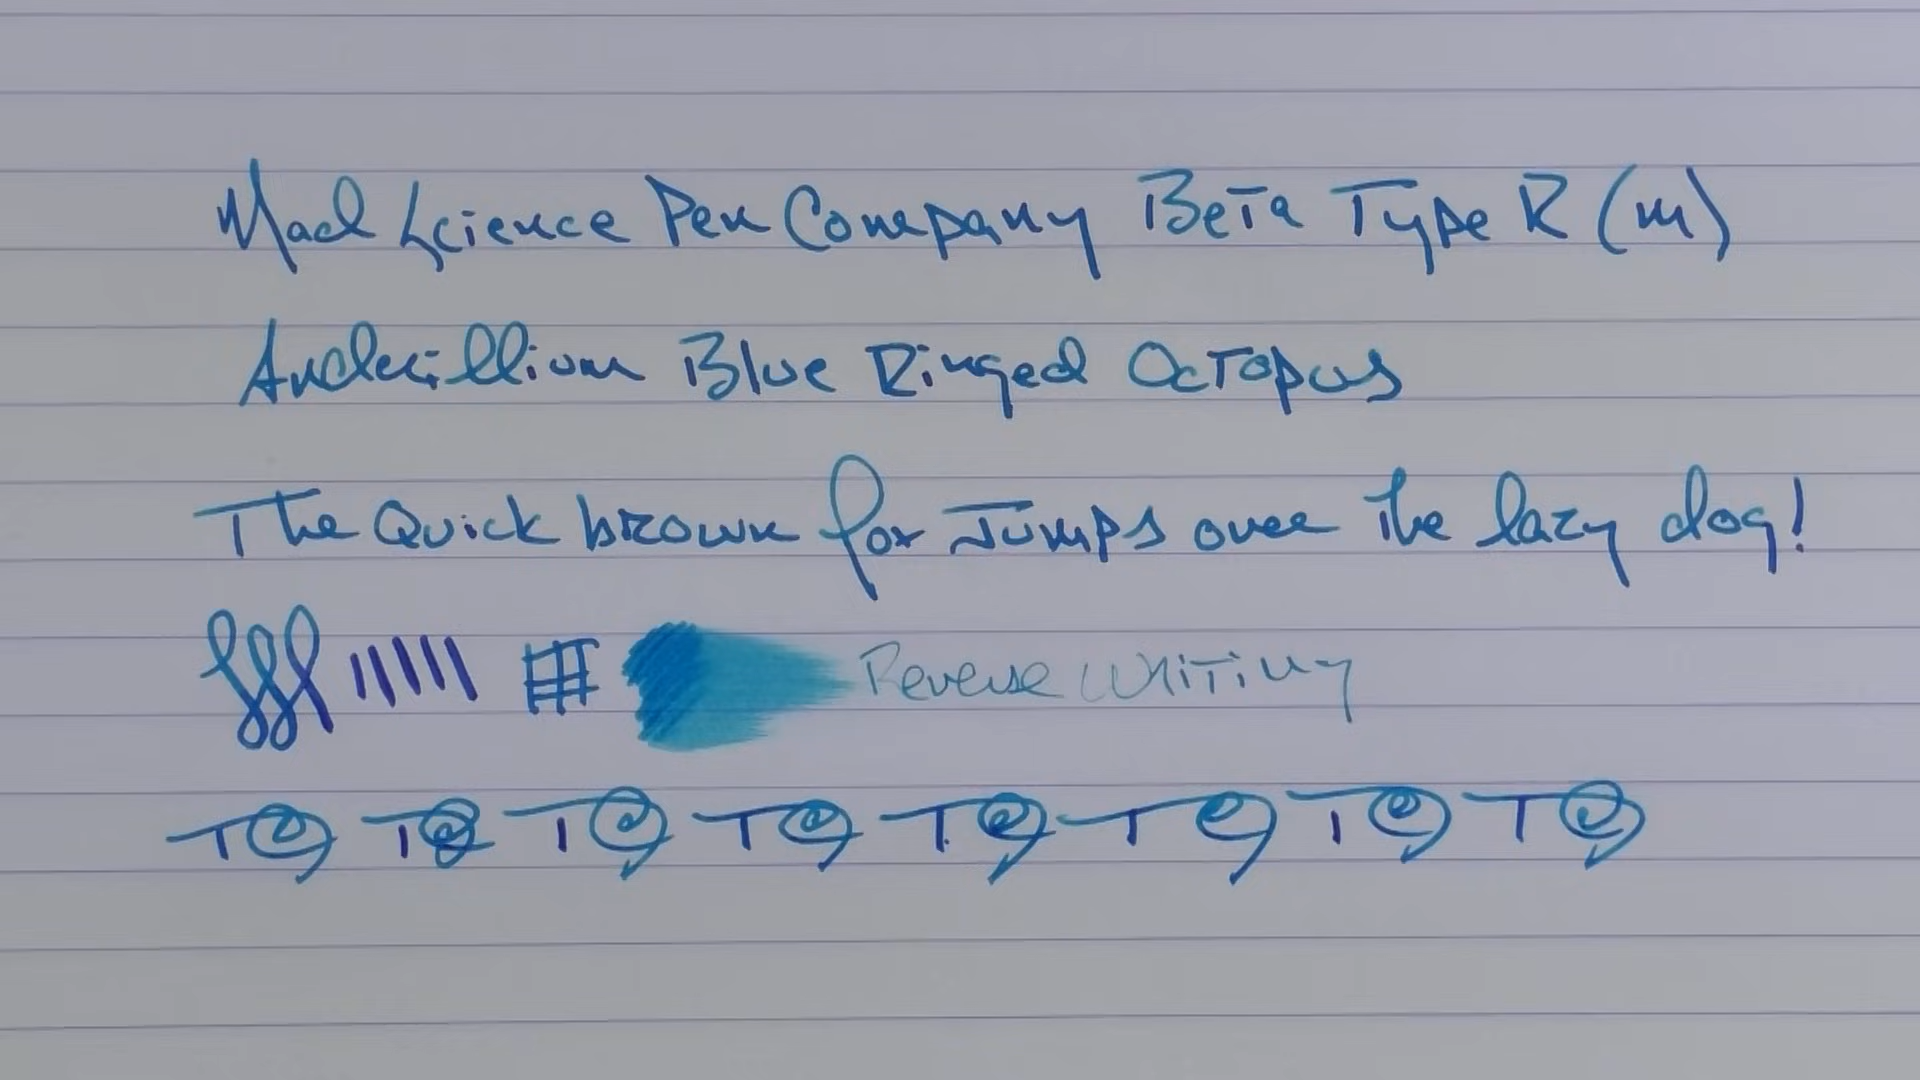 Mad Science Pen Company Beta Type R (m)
Anderillium Blue Ringed Octopus
The Quick brown fox Jumps over the lazy dog!
Reverse Writing